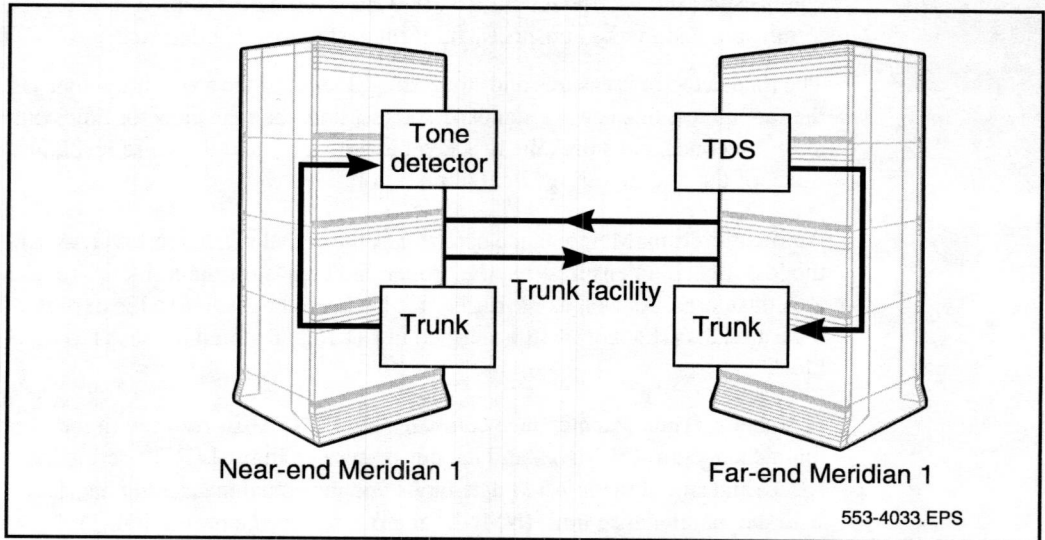 Tone
detector
TDS
Trunk facility
Trunk
Trunk
Near-end Meridian 1
Far-end Meridian 1
553-4033.EPS